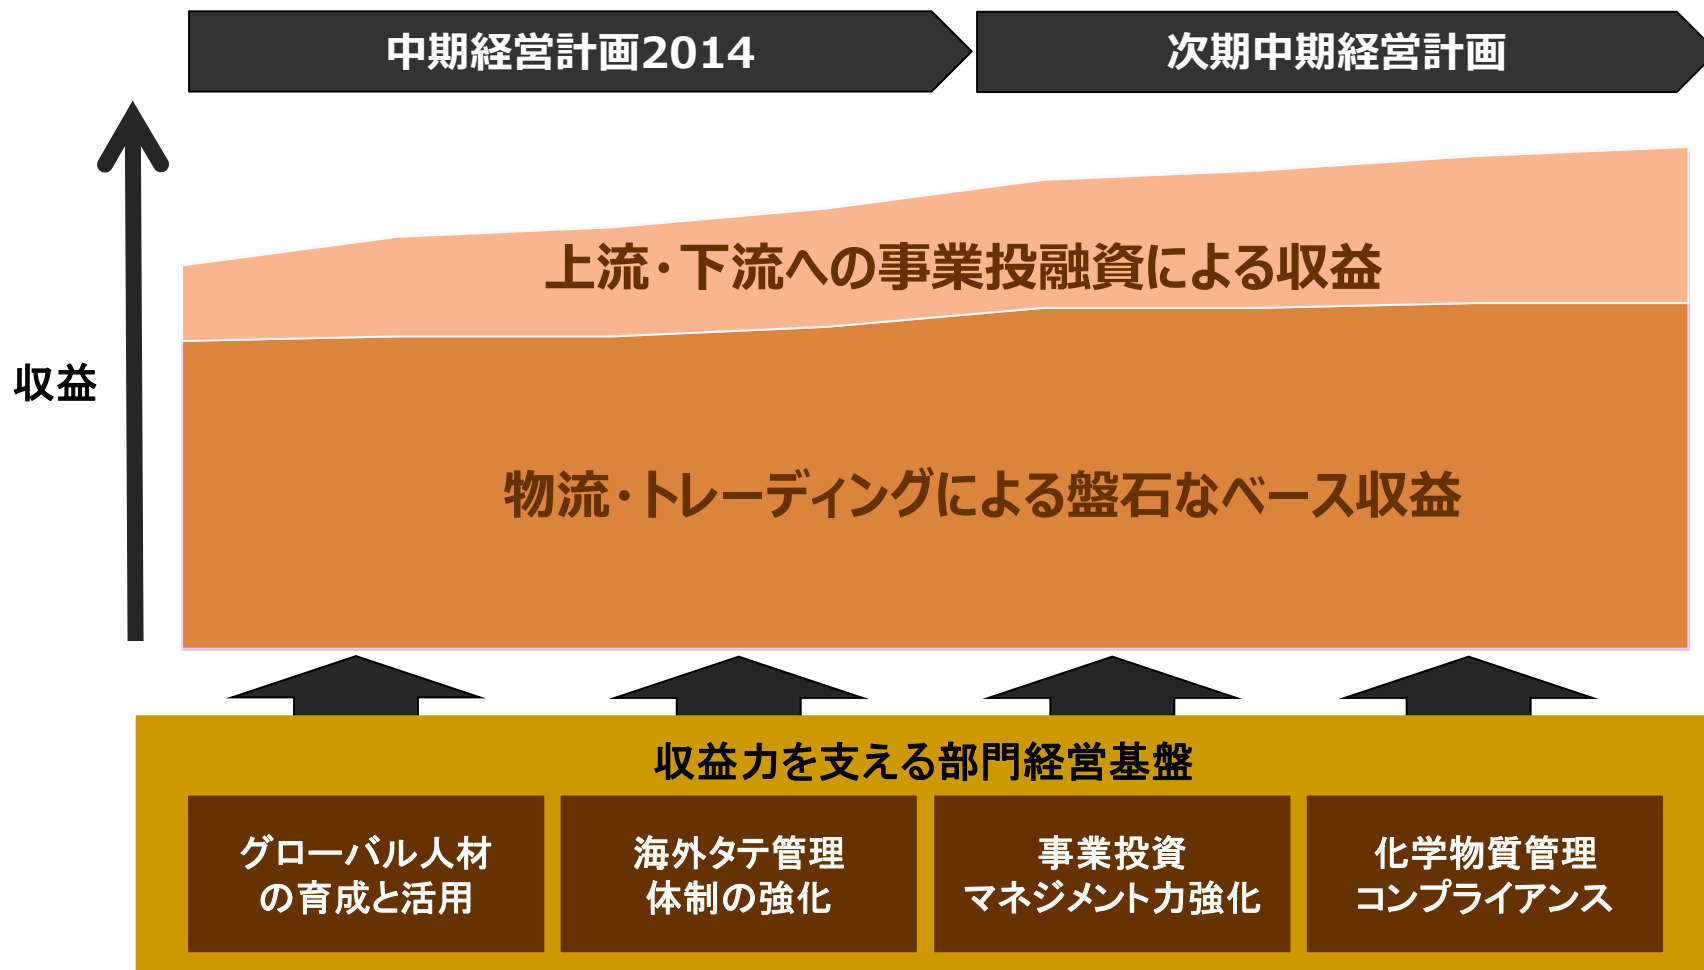 中期経営計画2014
次期中期経営計画
収益
上流・下流への事業投融資による収益
物流・トレーディングによる盤石なベース収益
収益力を支える部門経営基盤
グローバル人材
の育成と活用
海外タテ管理
体制の強化
事業投資
マネジメント力強化
化学物質管理
コンプライアンス